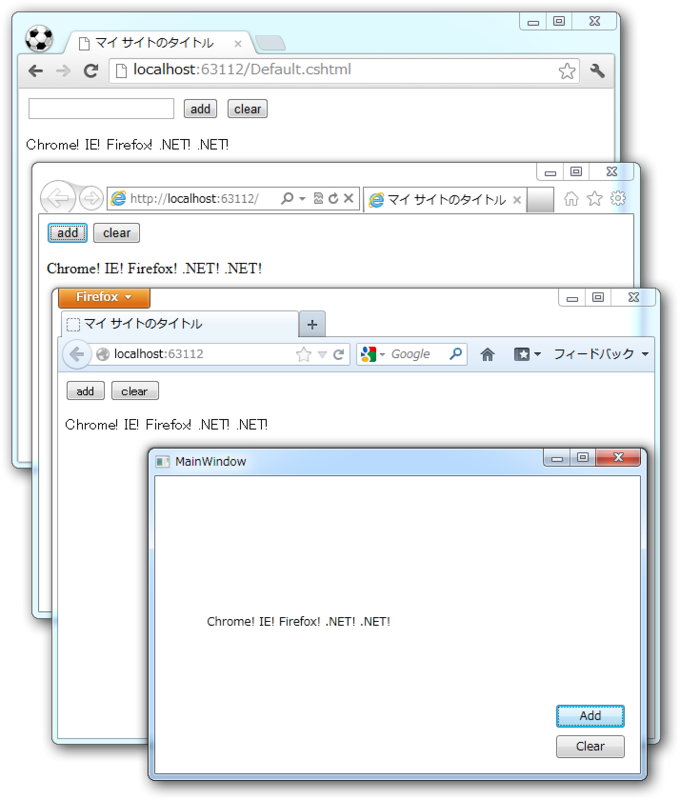 マイ サイトのタイトル
localhost:63112/Default.cshtml
add clear
Chrome! IE! Firefox! .NET! .NET!
http://localhost:63112/ マイ サイトのタイトル
add clear
Chrome! IE! Firefox! .NET! .NET!
Firefox
マイ サイトのタイトル
localhost:63112 Google フィードバック
add clear
Chrome! IE! Firefox! .NET! .NET!
MainWindow
Chrome! IE! Firefox! .NET! .NET!
Add
Clear